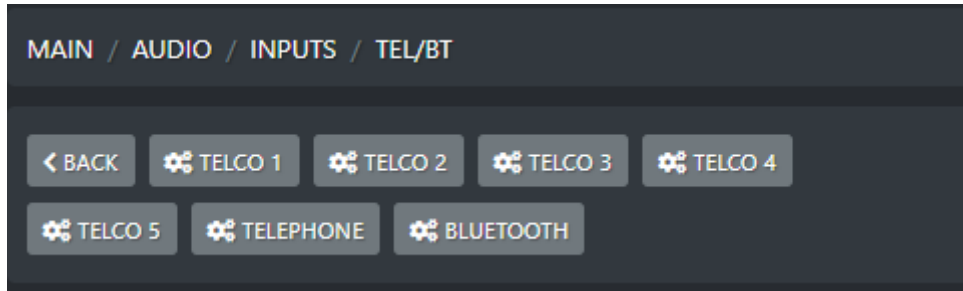 MAIN / AUDIO / INPUTS / TEL/BT
BACK TELCO 1 TELCO 2 TELCO 3 TELCO 4
TELCO 5 TELEPHONE BLUETOOTH